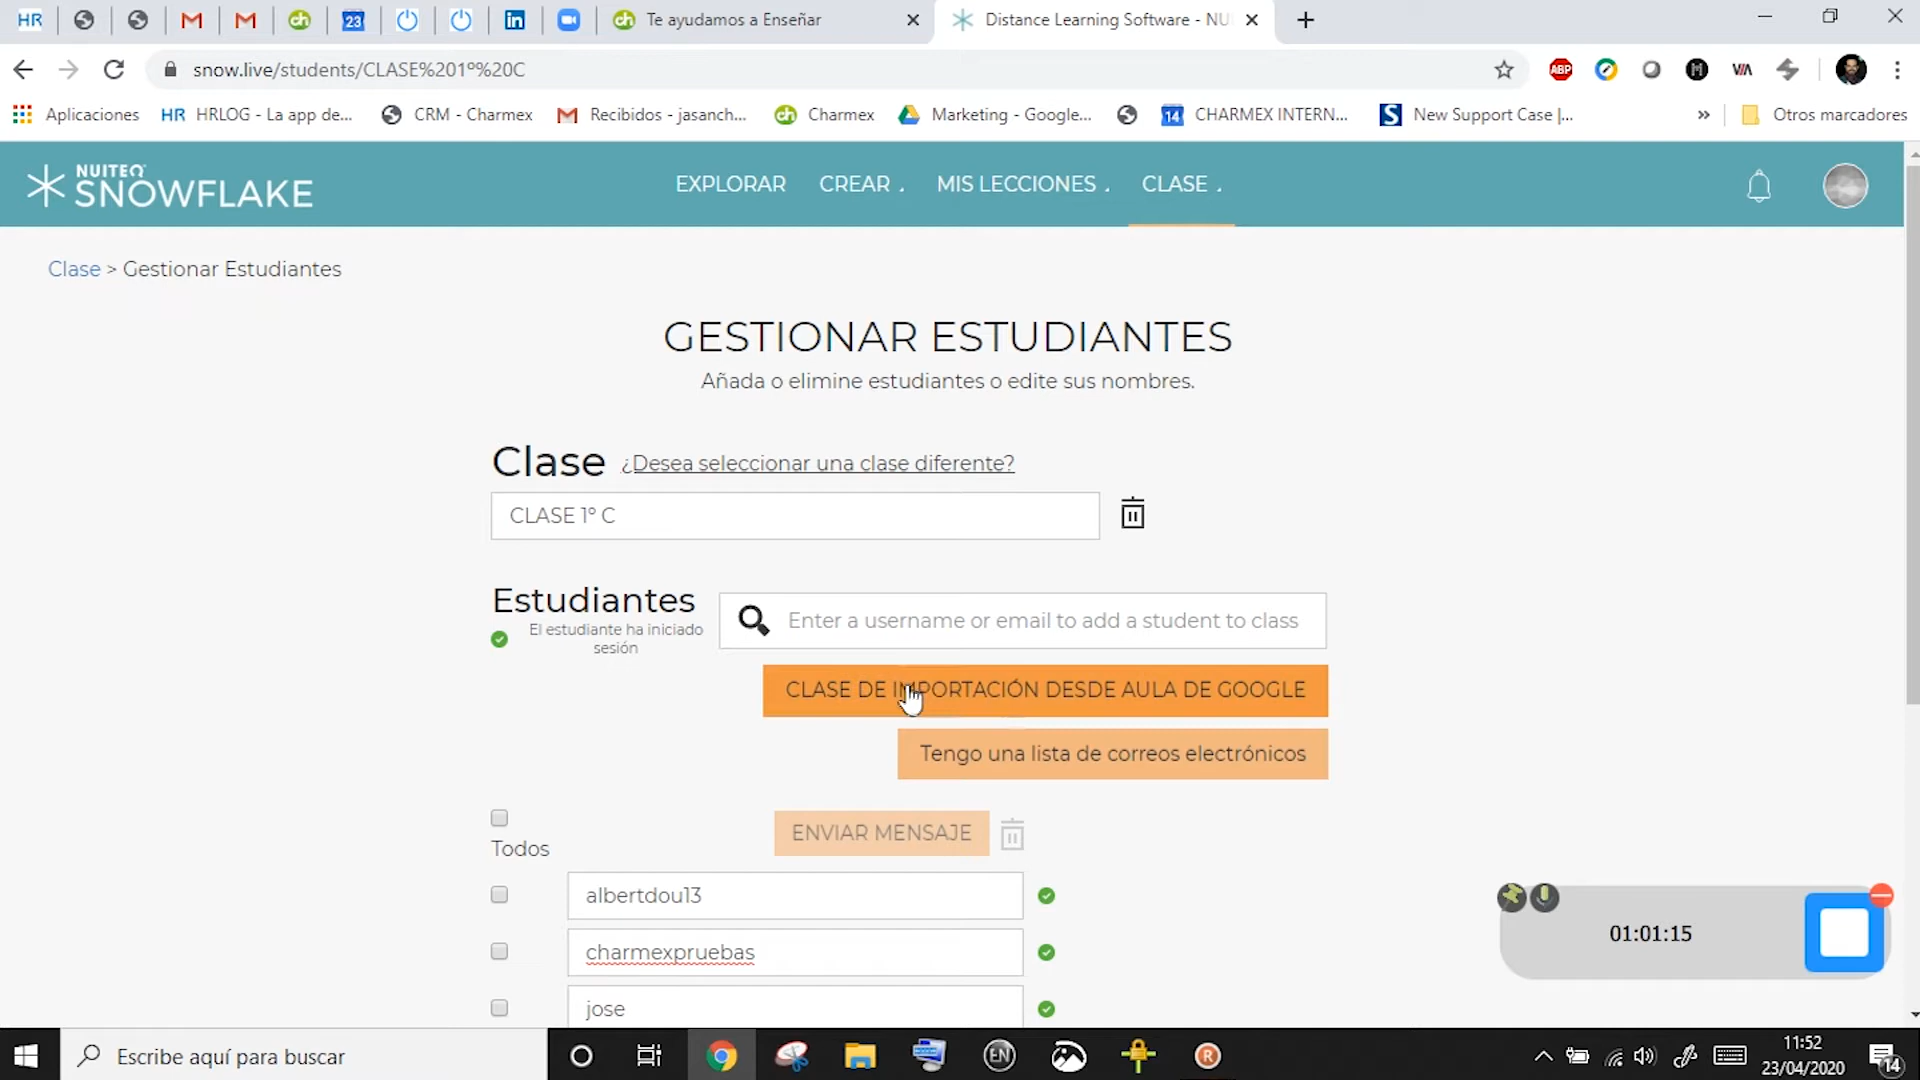 HR
23
Te ayudamos a Enseñar
Distance Learning Software - NU
snow.live/students/CLASE%201º%20C
ABP
Aplicaciones
HR HRLOG - La app de...
CRM - Charmex
Recibidos - jasanch...
Charmex
Marketing - Google...
14 CHARMEX INTERN...
New Support Case |...
»
Otros marcadores
NUITEQ
SNOWFLAKE
EXPLORAR
CREAR
MIS LECCIONES
CLASE
Clase > Gestionar Estudiantes
GESTIONAR ESTUDIANTES
Añada o elimine estudiantes o edite sus nombres.
Clase ¿Desea seleccionar una clase diferente?
CLASE 1º C
Estudiantes
El estudiante ha iniciado
sesión
Enter a username or email to add a student to class
CLASE DE IMPORTACIÓN DESDE AULA DE GOOGLE
Tengo una lista de correos electrónicos
Todos
ENVIAR MENSAJE
albertdou13
charmexpruebas
jose
01:01:15
Escribe aquí para buscar
EN
R
11:52
23/04/2020
14